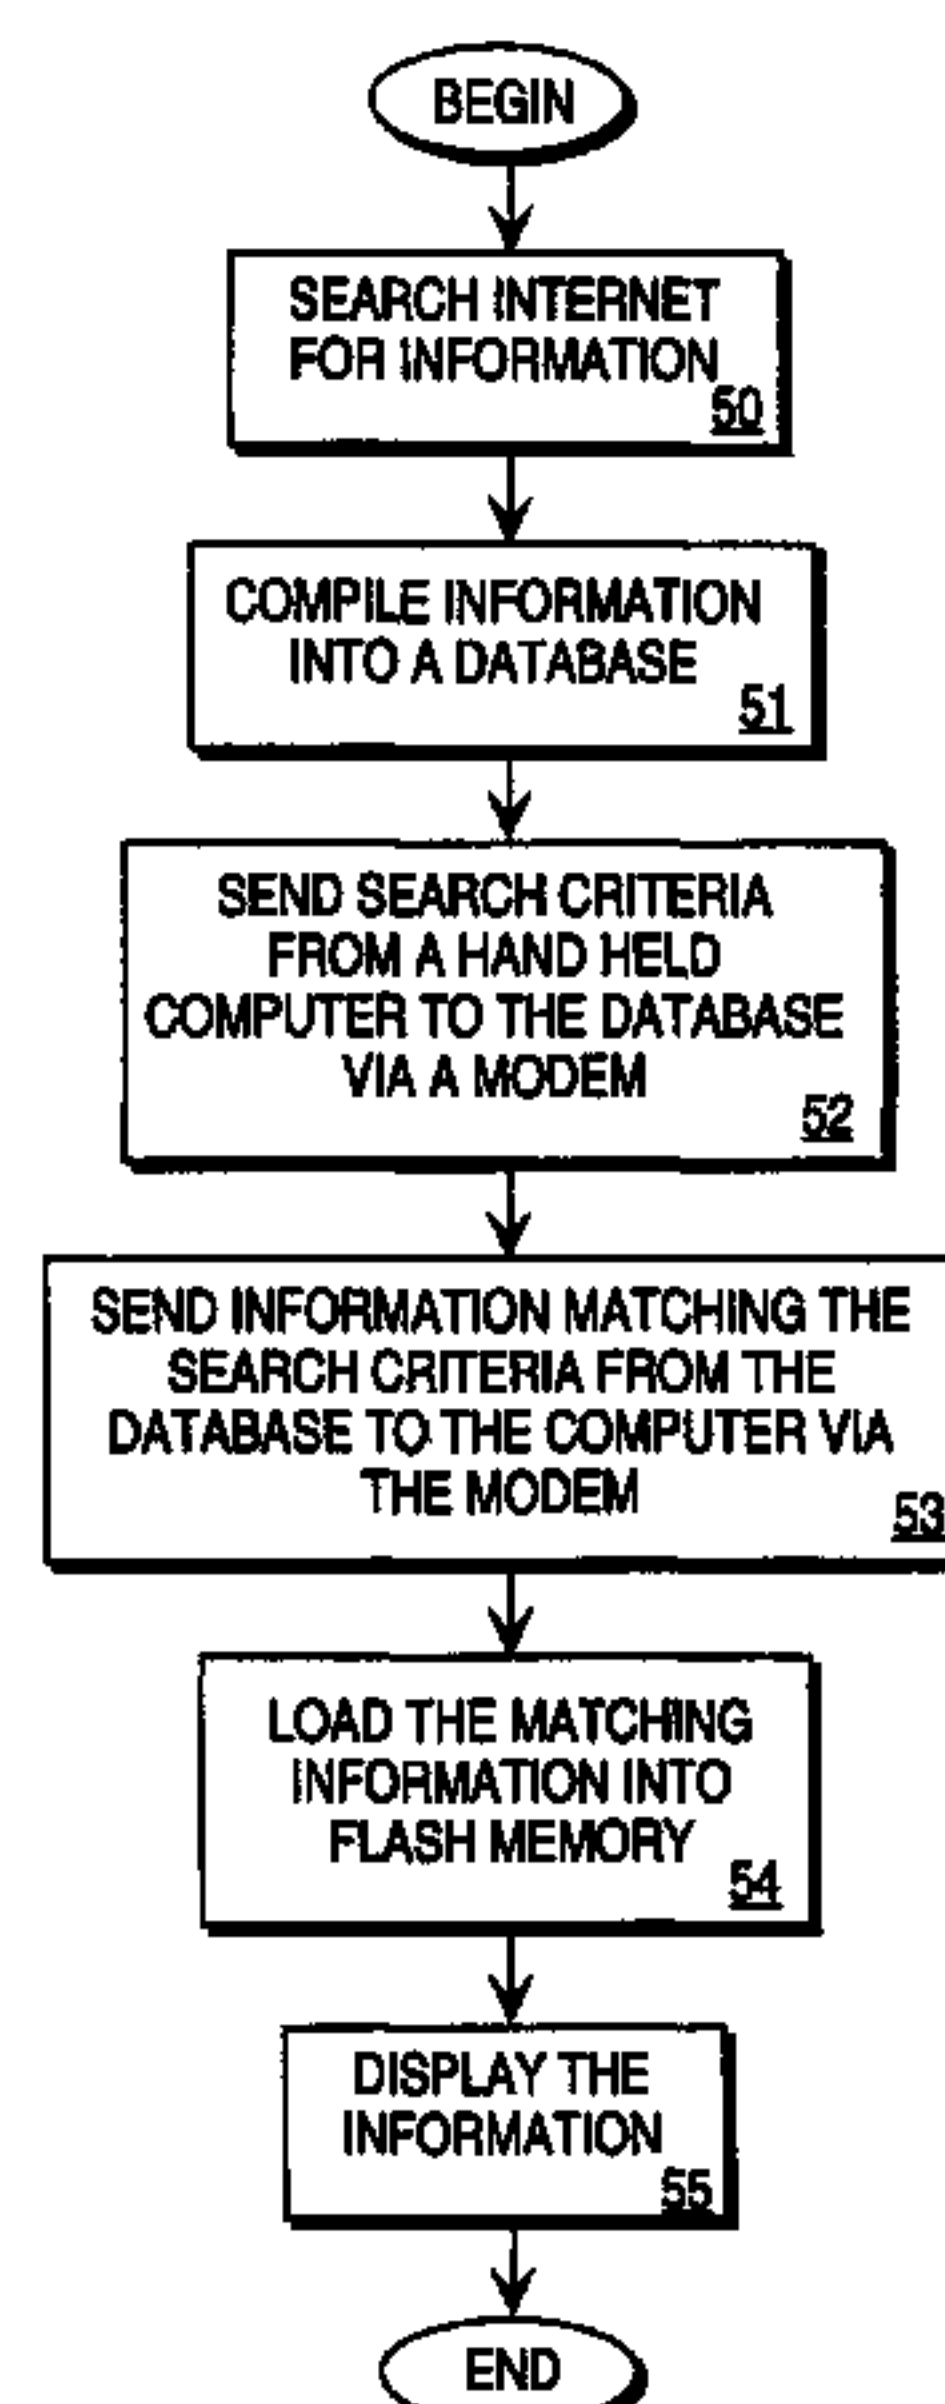 BEGIN
SEARCH INTERNET
FOR INFORMATION
50
COMPILE INFORMATION
INTO A DATABASE
51
SEND SEARCH CRITERIA
FROM A HAND HELD
COMPUTER TO THE DATABASE
VIA A MODEM
52
SEND INFORMATION MATCHING THE
SEARCH CRITERIA FROM THE
DATABASE TO THE COMPUTER VIA
THE MODEM
53
LOAD THE MATCHING
INFORMATION INTO
FLASH MEMORY
54
DISPLAY THE
INFORMATION
55
END